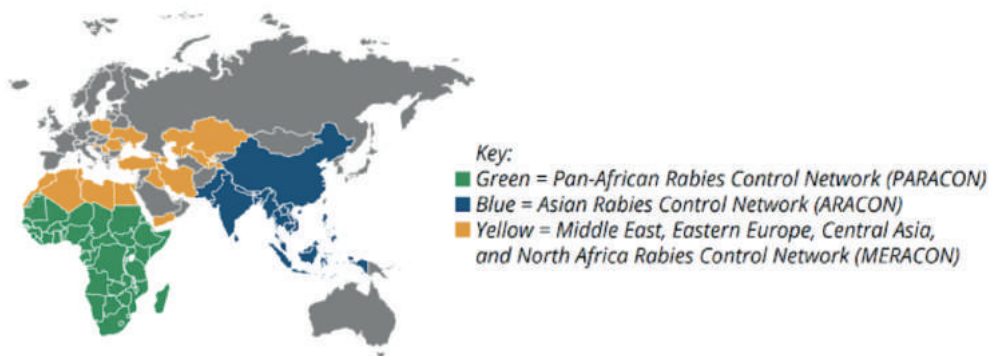 Key:
Green = Pan-African Rabies Control Network (PARACON)
Blue = Asian Rabies Control Network (ARACON)
Yellow = Middle East, Eastern Europe, Central Asia,
and North Africa Rabies Control Network (MERACON)